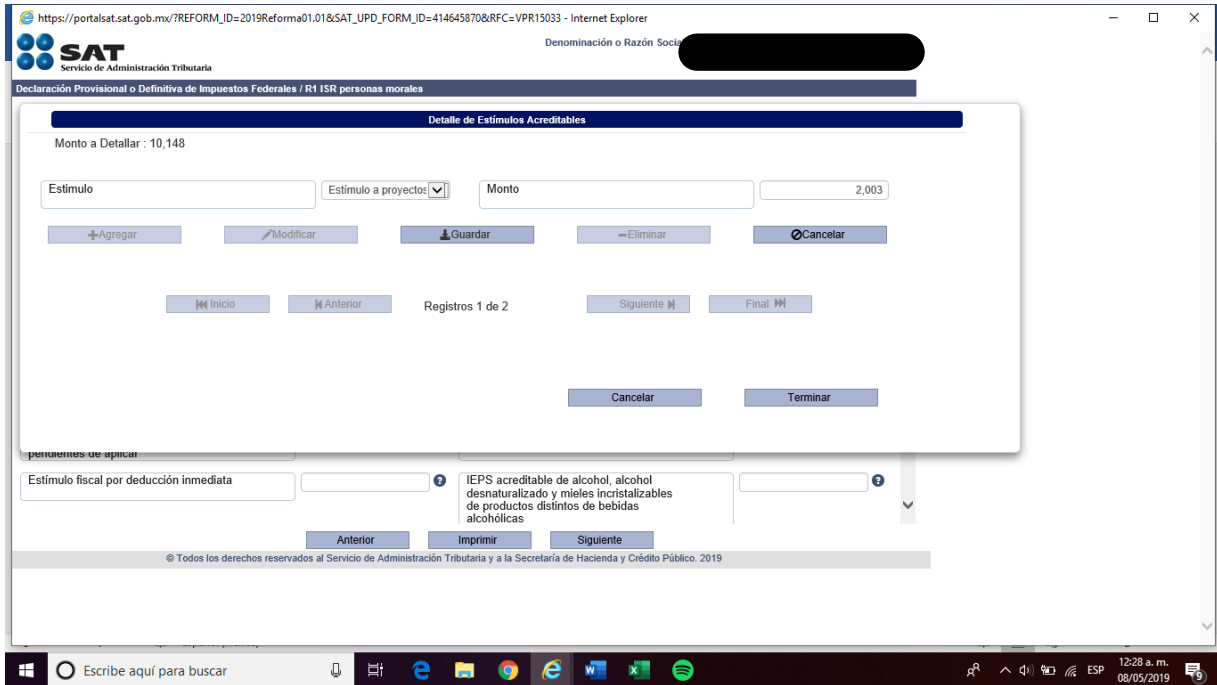 https://portalsat.sat.gob.mx/?REFORM_ID=2019Reforma01.01&SAT_UPD_FORM_ID=414645870&RFC=VPR15033 - Internet Explorer
SAT
Servicio de Administración Tributaria
Denominación o Razón Socia
Declaración Provisional o Definitiva de Impuestos Federales / R1 ISR personas morales
Detalle de Estímulos Acreditables
Monto a Detallar : 10,148
Estimulo
Estímulo a proyectos
Monto
2,003
Agregar
Modificar
Guardar
Eliminar
Cancelar
Inicio
Anterior
Registros 1 de 2
Siguiente
Final
Cancelar
Terminar
pendientes de aplicar
Estímulo fiscal por deducción inmediata
IEPS acreditable de alcohol, alcohol
desnaturalizado y mieles incristalizables
de productos distintos de bebidas
alcohólicas
Anterior
Imprimir
Siguiente
© Todos los derechos reservados al Servicio de Administración Tributaria y a la Secretaría de Hacienda y Crédito Público. 2019
Escribe aquí para buscar
ESP
12:28 a. m.
08/05/2019